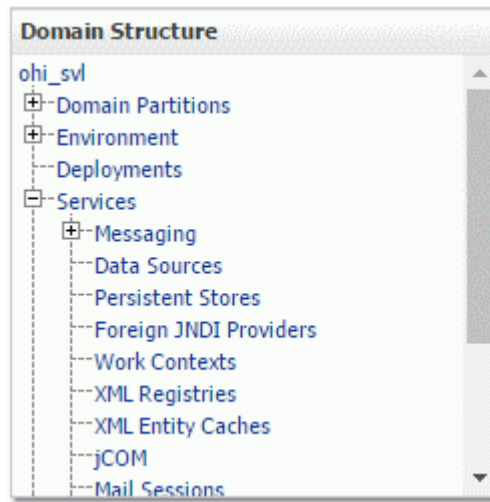 Domain Structure
ohi_svl
Domain Partitions
Environment
Deployments
Services
Messaging
Data Sources
Persistent Stores
Foreign JNDI Providers
Work Contexts
XML Registries
XML Entity Caches
jCOM
Mail Sessions